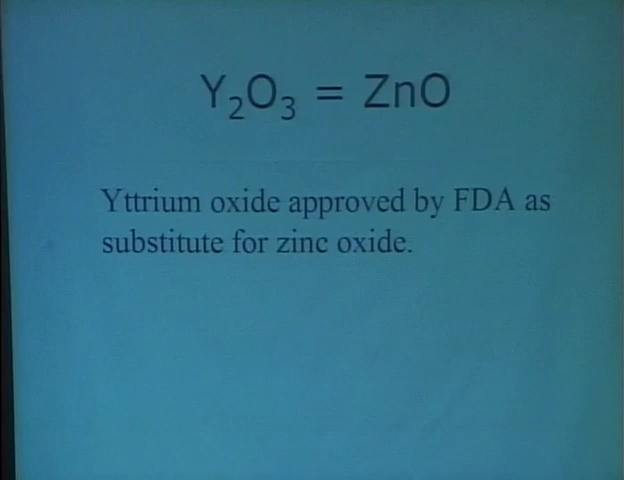 Y₂O₃ = ZnO
Yttrium oxide approved by FDA as
substitute for zinc oxide.